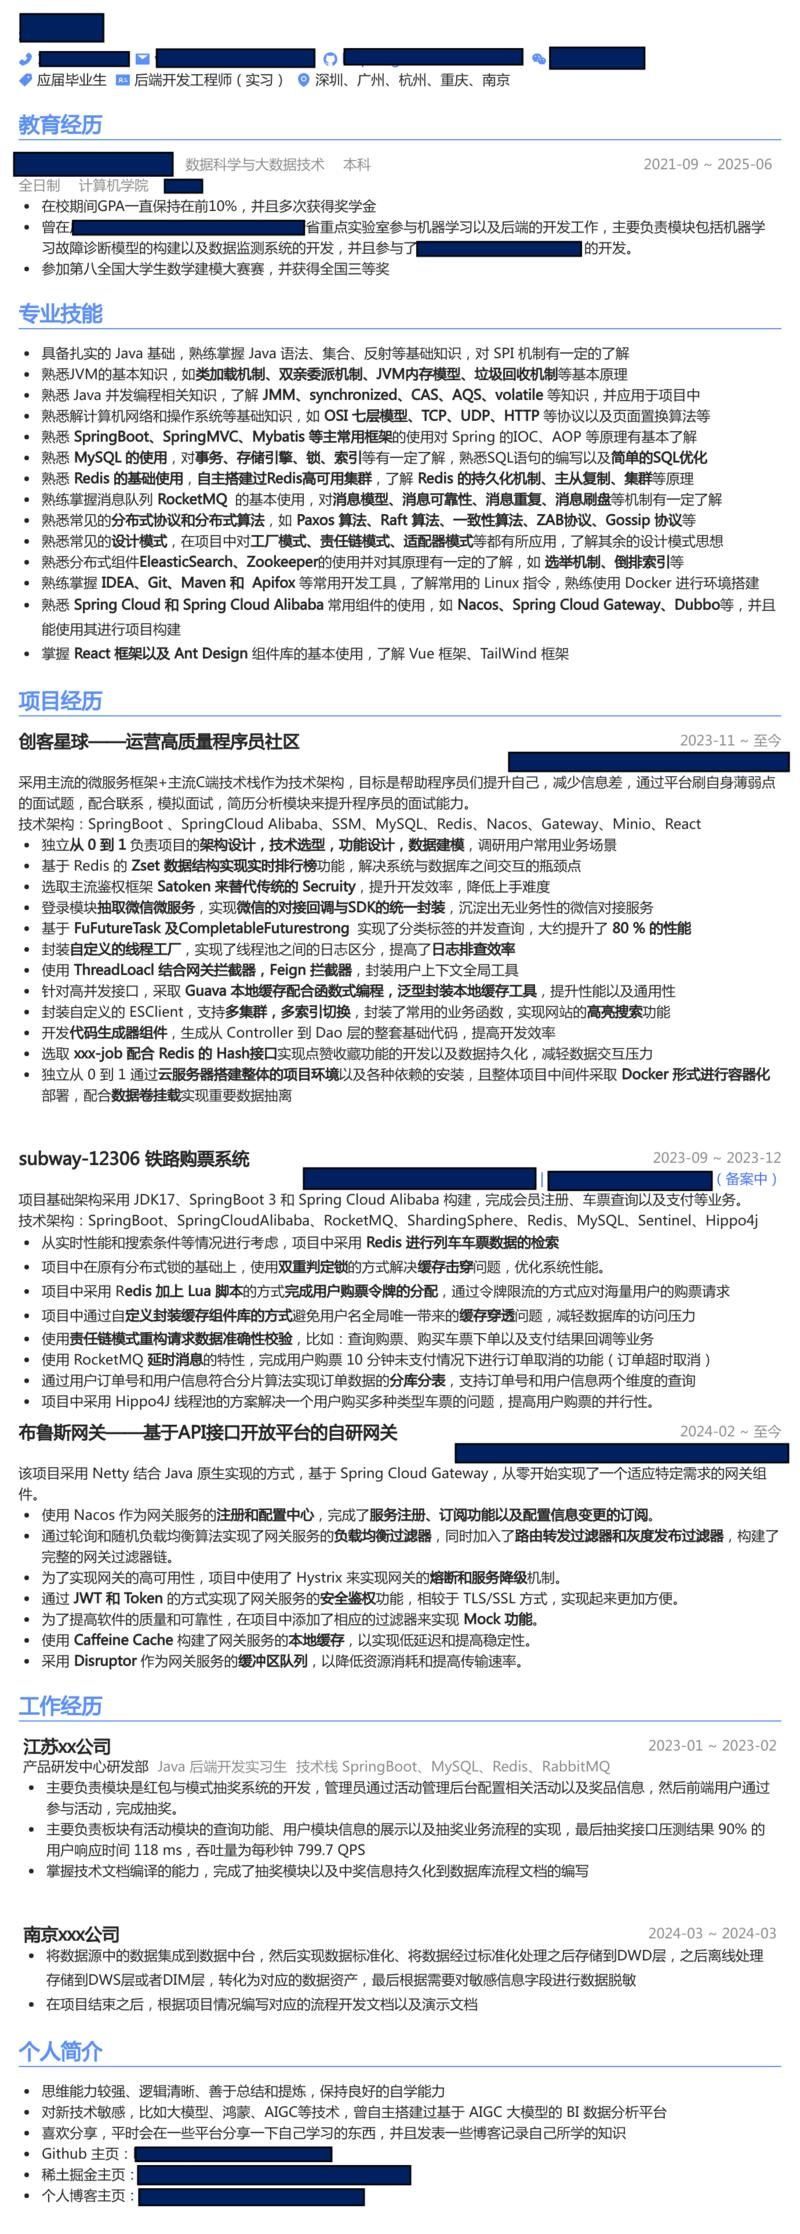 应届毕业生 后端开发工程师（实习） 深圳、广州、杭州、重庆、南京
教育经历
数据科学与大数据技术 本科 2021-09 ~ 2025-06
全日制 计算机学院
在校期间GPA一直保持在前10%，并且多次获得奖学金
曾在 省重点实验室参与机器学习以及后端的开发工作，主要负责模块包括机器学
习故障诊断模型的构建以及数据监测系统的开发，并且参与了 的开发。
参加第八全国大学生数学建模大赛赛，并获得全国三等奖
专业技能
具备扎实的 Java 基础，熟练掌握 Java 语法、集合、反射等基础知识，对 SPI 机制有一定的了解
熟悉JVM的基本知识，如类加载机制、双亲委派机制、JVM内存模型、垃圾回收机制等基本原理
熟悉 Java 并发编程相关知识，了解 JMM、synchronized、CAS、AQS、volatile 等知识，并应用于项目中
熟悉解计算机网络和操作系统等基础知识，如 OSI 七层模型、TCP、UDP、HTTP 等协议以及页面置换算法等
熟悉 SpringBoot、SpringMVC、Mybatis 等主常用框架的使用对 Spring 的IOC、AOP 等原理有基本了解
熟悉 MySQL 的使用，对事务、存储引擎、锁、索引等有一定了解，熟悉SQL语句的编写以及简单的SQL优化
熟悉 Redis 的基础使用，自主搭建过Redis高可用集群，了解 Redis 的持久化机制、主从复制、集群等原理
熟练掌握消息队列 RocketMQ 的基本使用，对消息模型、消息可靠性、消息重复、消息刷盘等机制有一定了解
熟悉常见的分布式协议和分布式算法，如 Paxos 算法、Raft 算法、一致性算法、ZAB协议、Gossip 协议等
熟悉常见的设计模式，在项目中对工厂模式、责任链模式、适配器模式等都有所应用，了解其余的设计模式思想
熟悉分布式组件EleasticSearch、Zookeeper的使用并对其原理有一定的了解，如 选举机制、倒排索引等
熟练掌握 IDEA、Git、Maven 和 Apifox 等常用开发工具，了解常用的 Linux 指令，熟练使用 Docker 进行环境搭建
熟悉 Spring Cloud 和 Spring Cloud Alibaba 常用组件的使用，如 Nacos、Spring Cloud Gateway、Dubbo等，并且
能使用其进行项目构建
掌握 React 框架以及 Ant Design 组件库的基本使用，了解 Vue 框架、TailWind 框架
项目经历
创客星球——运营高质量程序员社区 2023-11 ~ 至今
采用主流的微服务框架+主流C端技术栈作为技术架构，目标是帮助程序员们提升自己，减少信息差，通过平台刷自身薄弱点
的面试题，配合联系，模拟面试，简历分析模块来提升程序员的面试能力。
技术架构：SpringBoot 、SpringCloud Alibaba、SSM、MySQL、Redis、Nacos、Gateway、Minio、React
独立从 0 到 1 负责项目的架构设计，技术选型，功能设计，数据建模，调研用户常用业务场景
基于 Redis 的 Zset 数据结构实现实时排行榜功能，解决系统与数据库之间交互的瓶颈点
选取主流鉴权框架 Satoken 来替代传统的 Secruity，提升开发效率，降低上手难度
登录模块抽取微信微服务，实现微信的对接回调与SDK的统一封装，沉淀出无业务性的微信对接服务
基于 FuFutureTask 及CompletableFuturestrong 实现了分类标签的并发查询，大约提升了 80 % 的性能
封装自定义的线程工厂，实现了线程池之间的日志区分，提高了日志排查效率
使用 ThreadLoacl 结合网关拦截器，Feign 拦截器，封装用户上下文全局工具
针对高并发接口，采取 Guava 本地缓存配合函数式编程，泛型封装本地缓存工具，提升性能以及通用性
封装自定义的 ESClient，支持多集群，多索引切换，封装了常用的业务函数，实现网站的高亮搜索功能
开发代码生成器组件，生成从 Controller 到 Dao 层的整套基础代码，提高开发效率
选取 xxx-job 配合 Redis 的 Hash接口实现点赞收藏功能的开发以及数据持久化，减轻数据交互压力
独立从 0 到 1 通过云服务器搭建整体的项目环境以及各种依赖的安装，且整体项目中间件采取 Docker 形式进行容器化
部署，配合数据卷挂载实现重要数据抽离
subway-12306 铁路购票系统 2023-09 ~ 2023-12
| （备案中）
项目基础架构采用 JDK17、SpringBoot 3 和 Spring Cloud Alibaba 构建，完成会员注册、车票查询以及支付等业务。
技术架构：SpringBoot、SpringCloudAlibaba、RocketMQ、ShardingSphere、Redis、MySQL、Sentinel、Hippo4j
从实时性能和搜索条件等情况进行考虑，项目中采用 Redis 进行列车车票数据的检索
项目中在原有分布式锁的基础上，使用双重判定锁的方式解决缓存击穿问题，优化系统性能。
项目中采用 Redis 加上 Lua 脚本的方式完成用户购票令牌的分配，通过令牌限流的方式应对海量用户的购票请求
项目中通过自定义封装缓存组件库的方式避免用户名全局唯一带来的缓存穿透问题，减轻数据库的访问压力
使用责任链模式重构请求数据准确性校验，比如：查询购票、购买车票下单以及支付结果回调等业务
使用 RocketMQ 延时消息的特性，完成用户购票 10 分钟未支付情况下进行订单取消的功能（订单超时取消）
通过用户订单号和用户信息符合分片算法实现订单数据的分库分表，支持订单号和用户信息两个维度的查询
项目中采用 Hippo4J 线程池的方案解决一个用户购买多种类型车票的问题，提高用户购票的并行性。
布鲁斯网关——基于API接口开放平台的自研网关 2024-02 ~ 至今
该项目采用 Netty 结合 Java 原生实现的方式，基于 Spring Cloud Gateway，从零开始实现了一个适应特定需求的网关组
件。
使用 Nacos 作为网关服务的注册和配置中心，完成了服务注册、订阅功能以及配置信息变更的订阅。
通过轮询和随机负载均衡算法实现了网关服务的负载均衡过滤器，同时加入了路由转发过滤器和灰度发布过滤器，构建了
完整的网关过滤器链。
为了实现网关的高可用性，项目中使用了 Hystrix 来实现网关的熔断和服务降级机制。
通过 JWT 和 Token 的方式实现了网关服务的安全鉴权功能，相较于 TLS/SSL 方式，实现起来更加方便。
为了提高软件的质量和可靠性，在项目中添加了相应的过滤器来实现 Mock 功能。
使用 Caffeine Cache 构建了网关服务的本地缓存，以实现低延迟和提高稳定性。
采用 Disruptor 作为网关服务的缓冲区队列，以降低资源消耗和提高传输速率。
工作经历
江苏xx公司 2023-01 ~ 2023-02
产品研发中心研发部 Java 后端开发实习生 技术栈 SpringBoot、MySQL、Redis、RabbitMQ
主要负责模块是红包与模式抽奖系统的开发，管理员通过活动管理后台配置相关活动以及奖品信息，然后前端用户通过
参与活动，完成抽奖。
主要负责板块有活动模块的查询功能、用户模块信息的展示以及抽奖业务流程的实现，最后抽奖接口压测结果 90% 的
用户响应时间 118 ms，吞吐量为每秒钟 799.7 QPS
掌握技术文档编译的能力，完成了抽奖模块以及中奖信息持久化到数据库流程文档的编写
南京xxx公司 2024-03 ~ 2024-03
将数据源中的数据集成到数据中台，然后实现数据标准化、将数据经过标准化处理之后存储到DWD层，之后离线处理
存储到DWS层或者DIM层，转化为对应的数据资产，最后根据需要对敏感信息字段进行数据脱敏
在项目结束之后，根据项目情况编写对应的流程开发文档以及演示文档
个人简介
思维能力较强、逻辑清晰、善于总结和提炼，保持良好的自学能力
对新技术敏感，比如大模型、鸿蒙、AIGC等技术，曾自主搭建过基于 AIGC 大模型的 BI 数据分析平台
喜欢分享，平时会在一些平台分享一下自己学习的东西，并且发表一些博客记录自己所学的知识
Github 主页：
稀土掘金主页：
个人博客主页：